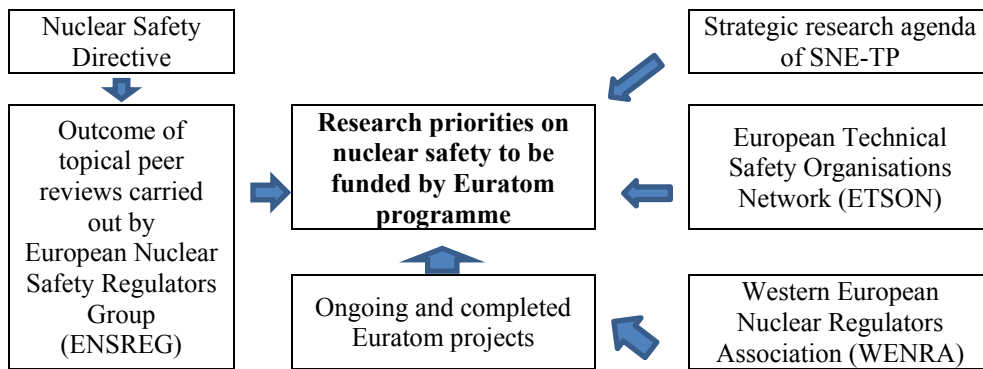 Nuclear Safety
Directive
Outcome of
topical peer
reviews carried
out by
European Nuclear
Safety Regulators
Group
(ENSREG)
Research priorities on
nuclear safety to be
funded by Euratom
programme
Ongoing and completed
Euratom projects
Strategic research agenda
of SNE-TP
European Technical
Safety Organisations
Network (ETSON)
Western European
Nuclear Regulators
Association (WENRA)